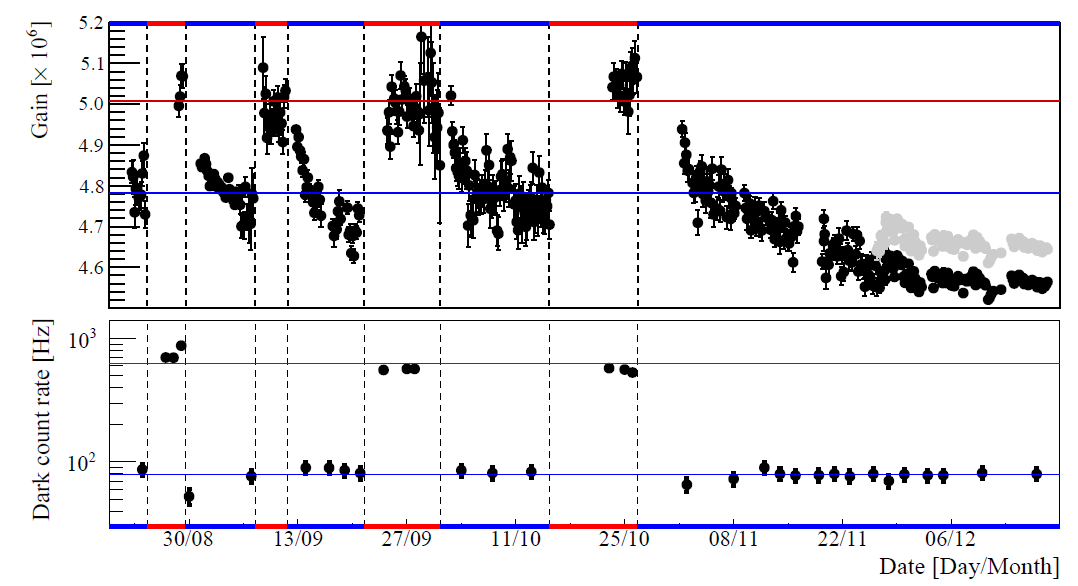 Gain [× 10⁶]
5.2
5.1
5.0
4.9
4.8
4.7
4.6
Dark count rate [Hz]
10³
10²
30/08 13/09 27/09 11/10 25/10 08/11 22/11 06/12
Date [Day/Month]